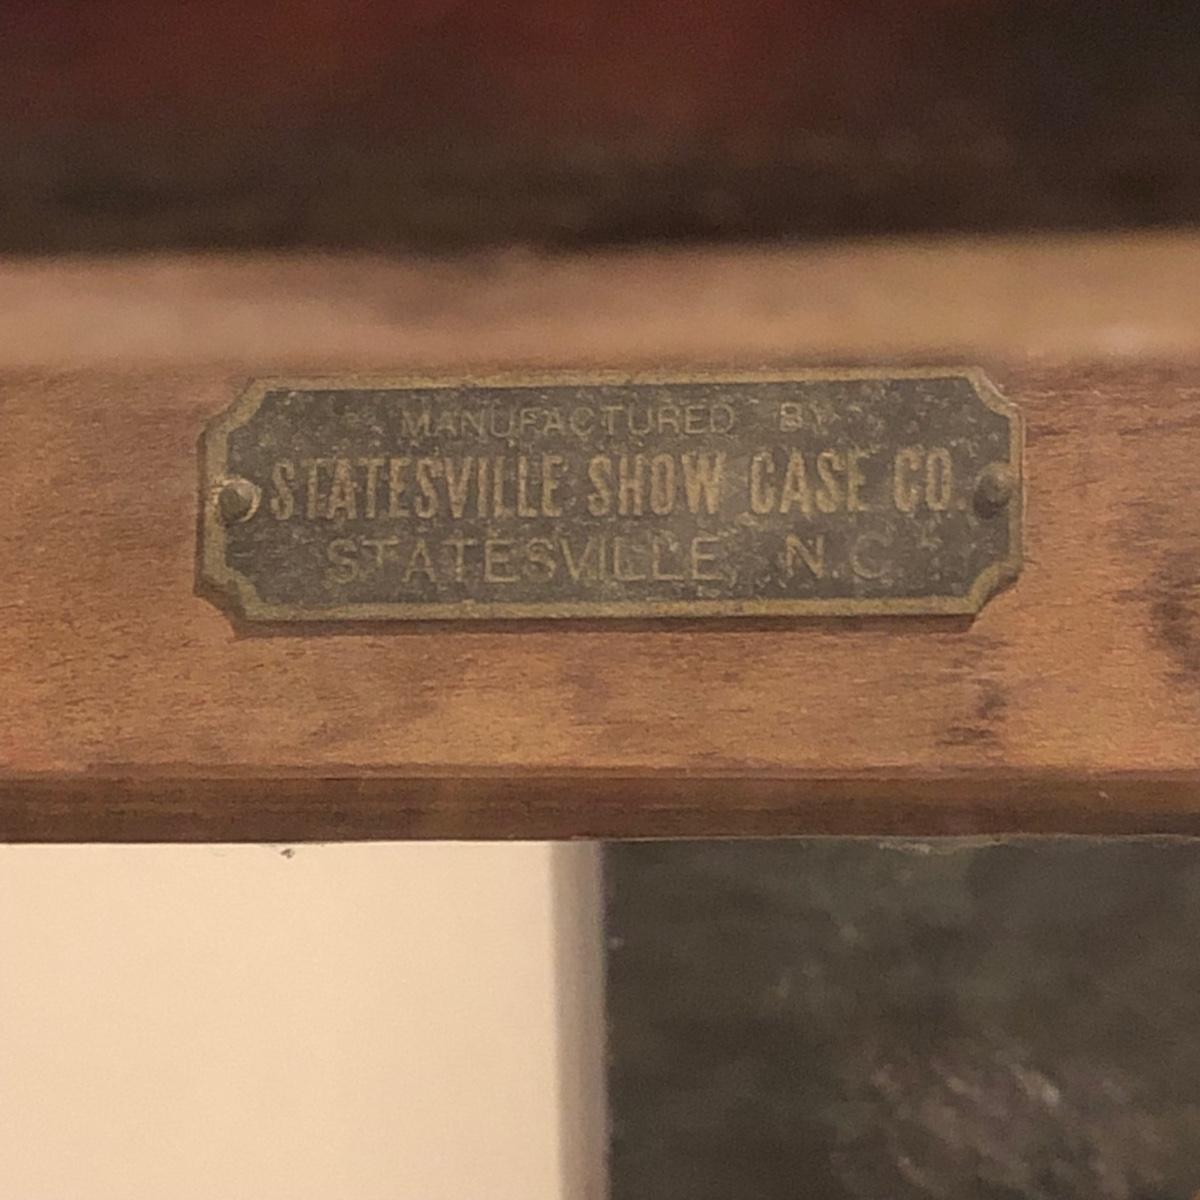 MANUFACTURED BY
STATESVILLE SHOW CASE CO.
STATESVILLE, N.C.